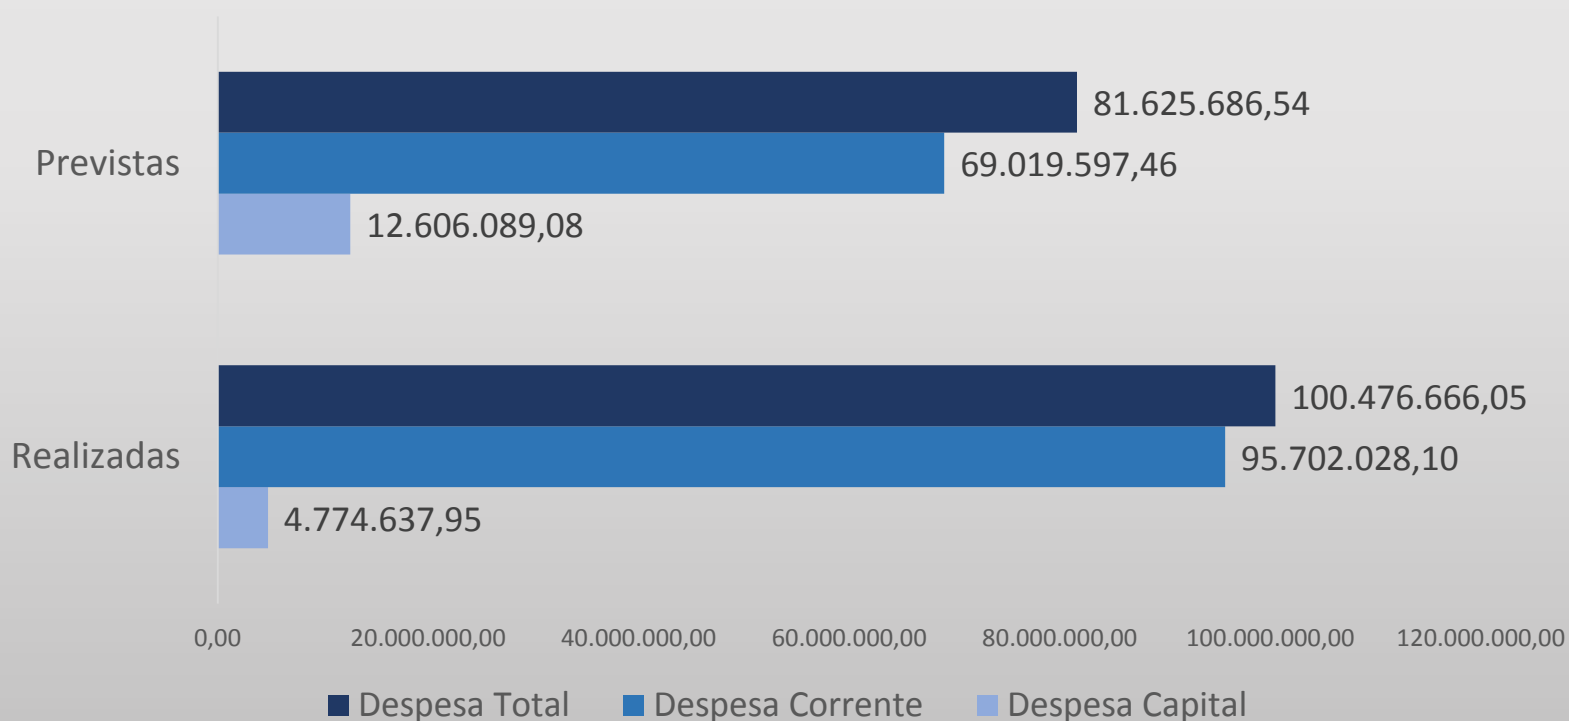 81.625.686,54
Previstas
69.019.597,46
12.606.089,08
100.476.666,05
Realizadas
95.702.028,10
4.774.637,95
0,00 20.000.000,00 40.000.000,00 60.000.000,00 80.000.000,00 100.000.000,00 120.000.000,00
Despesa Total Despesa Corrente Despesa Capital